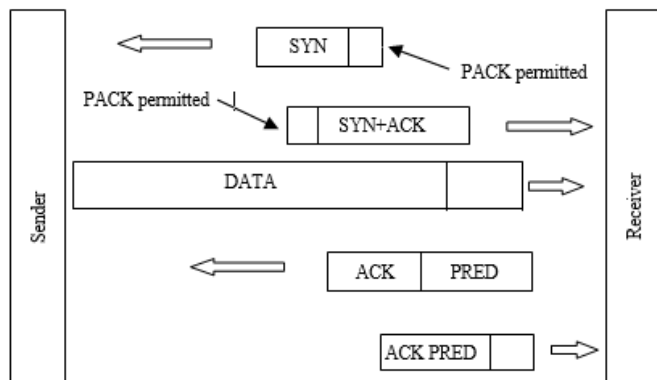 SYN
PACK permitted
PACK permitted
SYN+ACK
DATA
Sender
Receiver
ACK PRED
ACK PRED